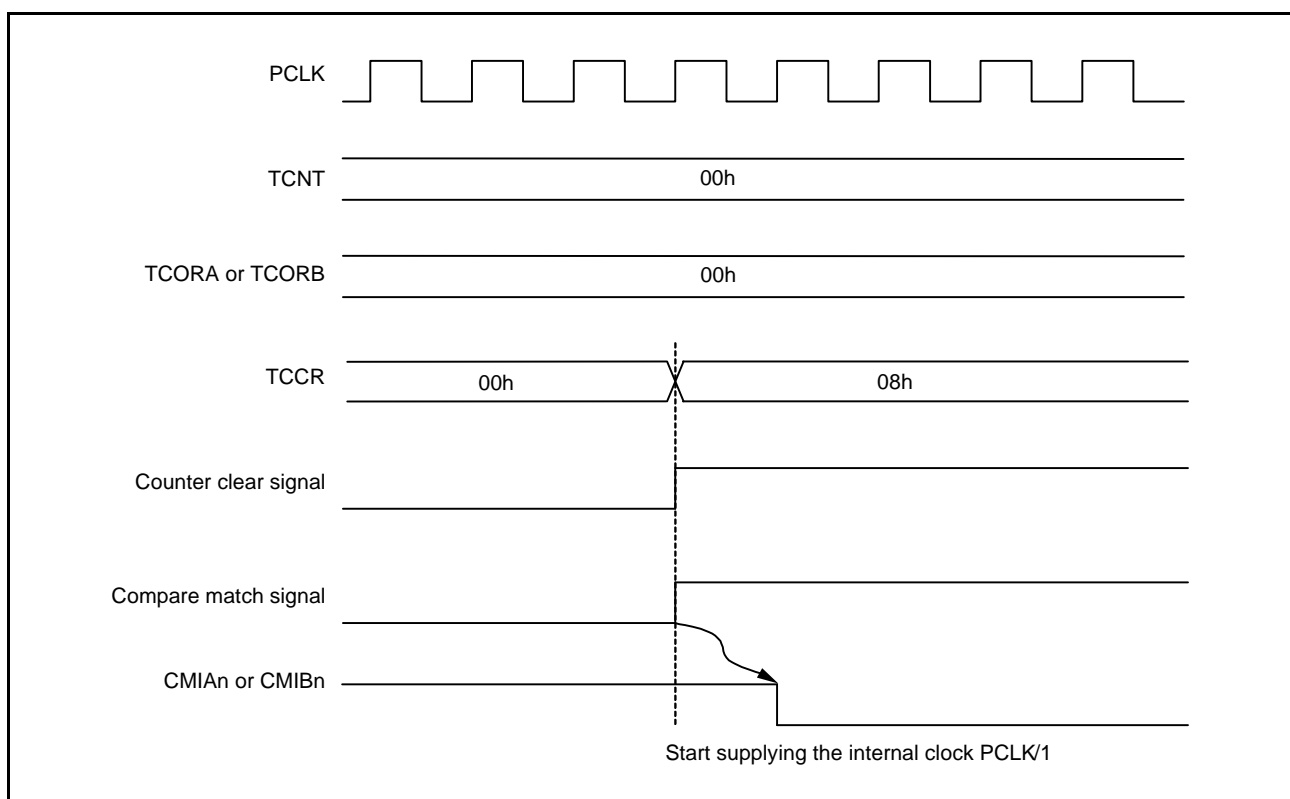 PCLK
TCNT
00h
TCORA or TCORB
00h
TCCR
00h
08h
Counter clear signal
Compare match signal
CMIAn or CMIBn
Start supplying the internal clock PCLK/1